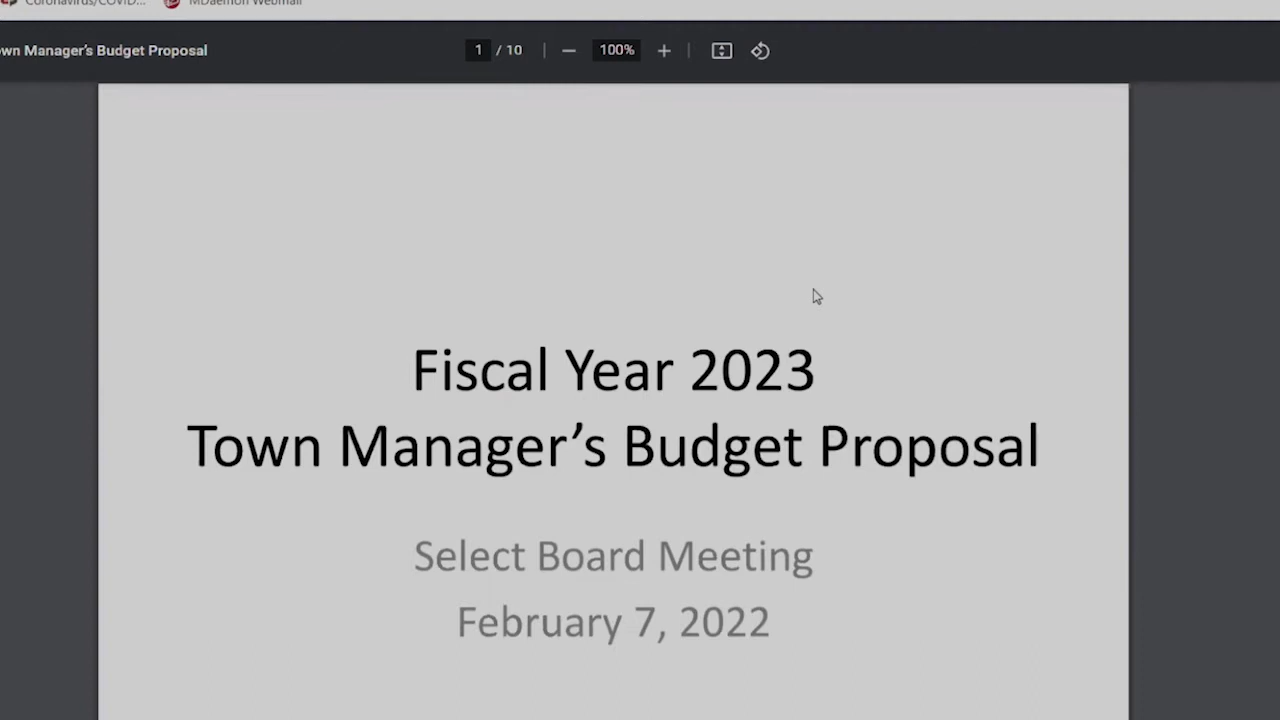 Coronavirus/COVID... MDaemon Webmail
own Manager's Budget Proposal 1 / 10 — 100% +
Fiscal Year 2023
Town Manager’s Budget Proposal
Select Board Meeting
February 7, 2022